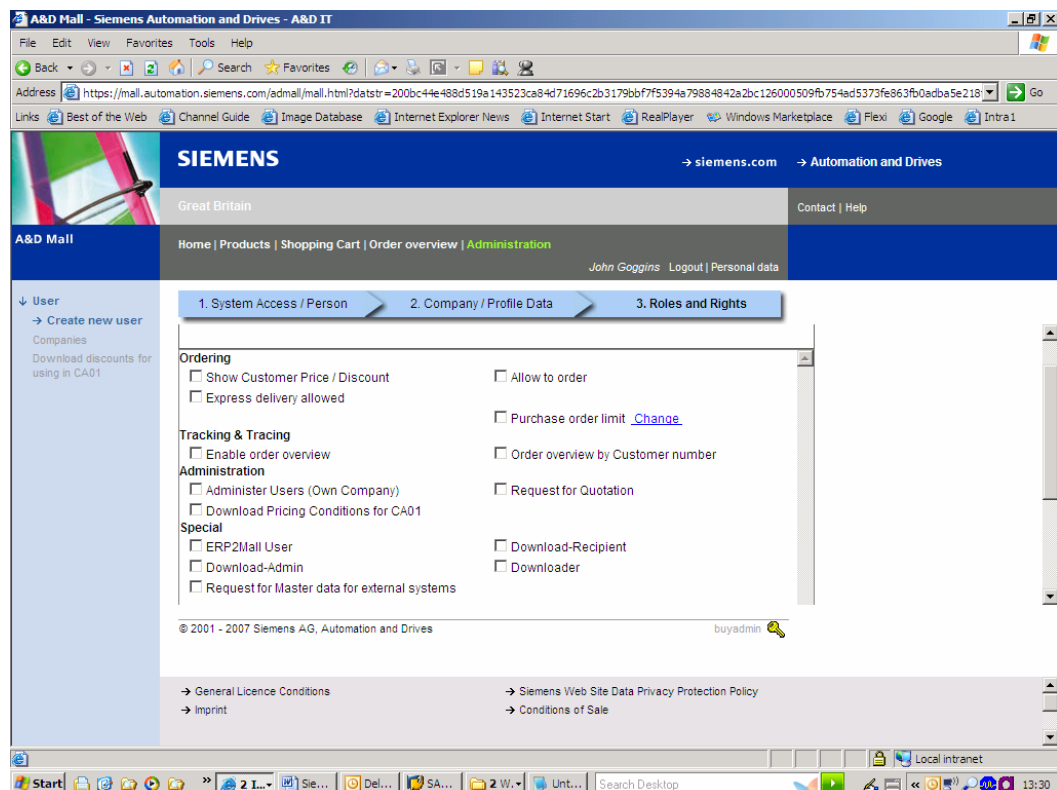 A&D Mall - Siemens Automation and Drives - A&D IT
File Edit View Favorites Tools Help
Back Search Favorites
Address https://mall.automation.siemens.com/admall/mall.html?datstr=200bc44e488d519a143523ca84d71696c2b3179bbf7f5394a79884842a2bc126000509fb754ad5373fe863fb0adba5e218 Go
Links Best of the Web Channel Guide Image Database Internet Explorer News Internet Start RealPlayer Windows Marketplace Flexi Google Intra1
SIEMENS
→ siemens.com → Automation and Drives
Great Britain
Contact | Help
A&D Mall
Home | Products | Shopping Cart | Order overview | Administration
John Goggins Logout | Personal data
↓ User
→ Create new user
Companies
Download discounts for
using in CA01
1. System Access / Person 2. Company / Profile Data 3. Roles and Rights
Ordering
Show Customer Price / Discount Allow to order
Express delivery allowed
Purchase order limit Change
Tracking & Tracing
Enable order overview Order overview by Customer number
Administration
Administer Users (Own Company) Request for Quotation
Download Pricing Conditions for CA01
Special
ERP2Mall User Download-Recipient
Download-Admin Downloader
Request for Master data for external systems
© 2001 - 2007 Siemens AG, Automation and Drives buyadmin
→ General Licence Conditions → Siemens Web Site Data Privacy Protection Policy
→ Imprint → Conditions of Sale
Local intranet
Start » 2 I... Sie... Del... SA... 2 W. Unt... Search Desktop « 13:30